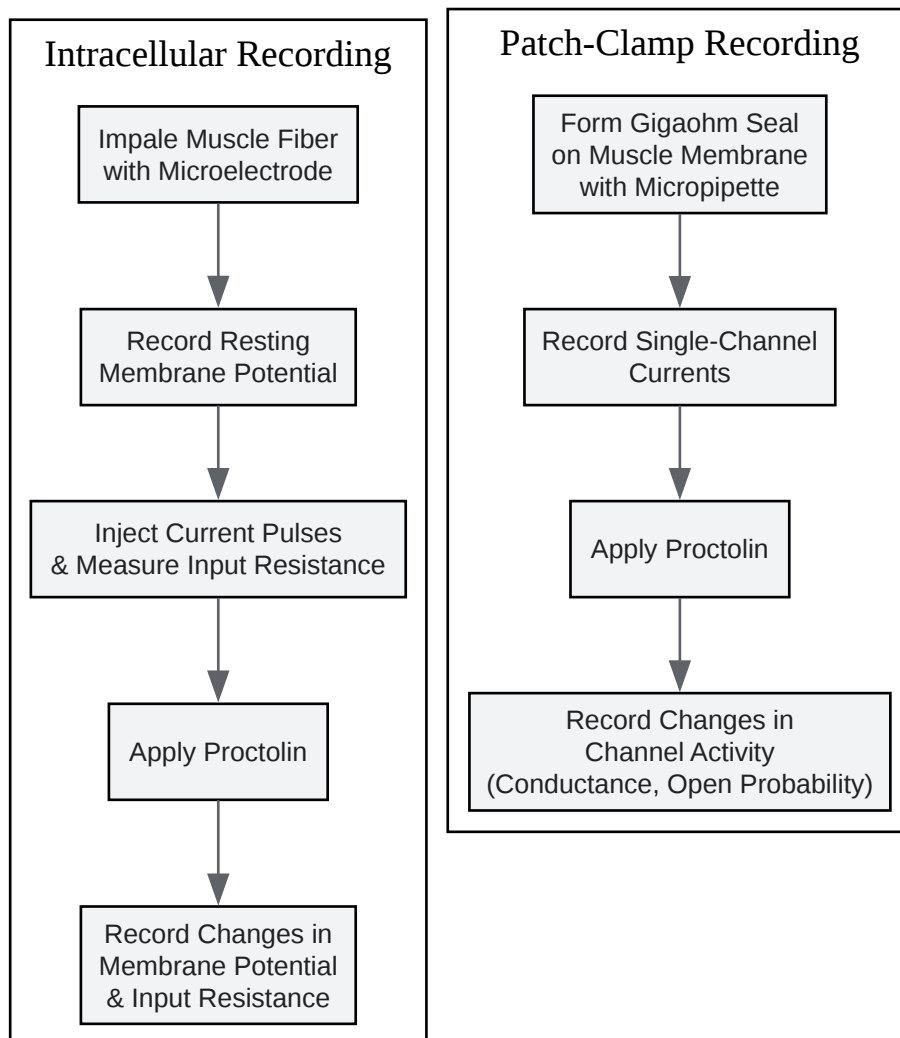 Intracellular Recording
Impale Muscle Fiber
with Microelectrode
Record Resting
Membrane Potential
Inject Current Pulses
& Measure Input Resistance
Apply Proctolin
Record Changes in
Membrane Potential
& Input Resistance
Patch-Clamp Recording
Form Gigaohm Seal
on Muscle Membrane
with Micropipette
Record Single-Channel
Currents
Apply Proctolin
Record Changes in
Channel Activity
(Conductance, Open Probability)